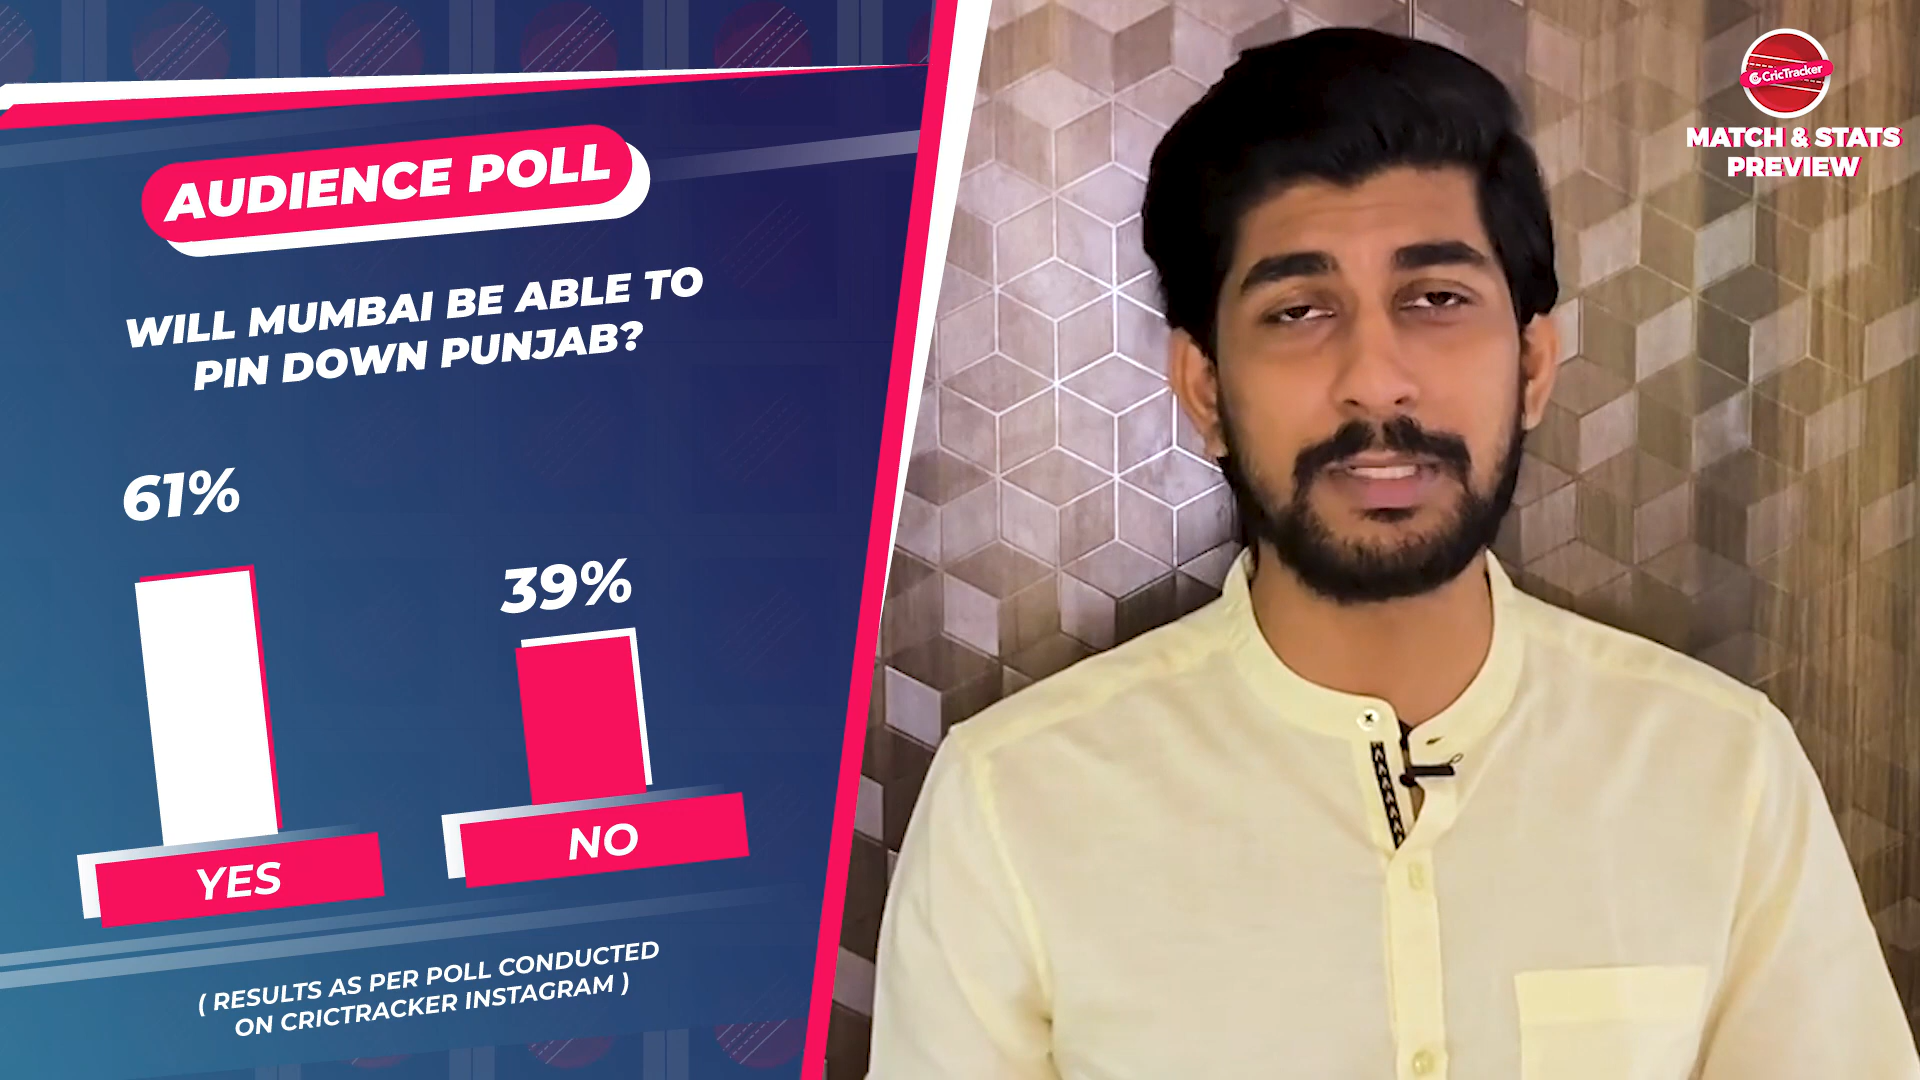 AUDIENCE POLL
WILL MUMBAI BE ABLE TO
PIN DOWN PUNJAB?
61%
39%
YES
NO
( RESULTS AS PER POLL CONDUCTED
ON CRICTRACKER INSTAGRAM )
CricTracker
MATCH & STATS
PREVIEW